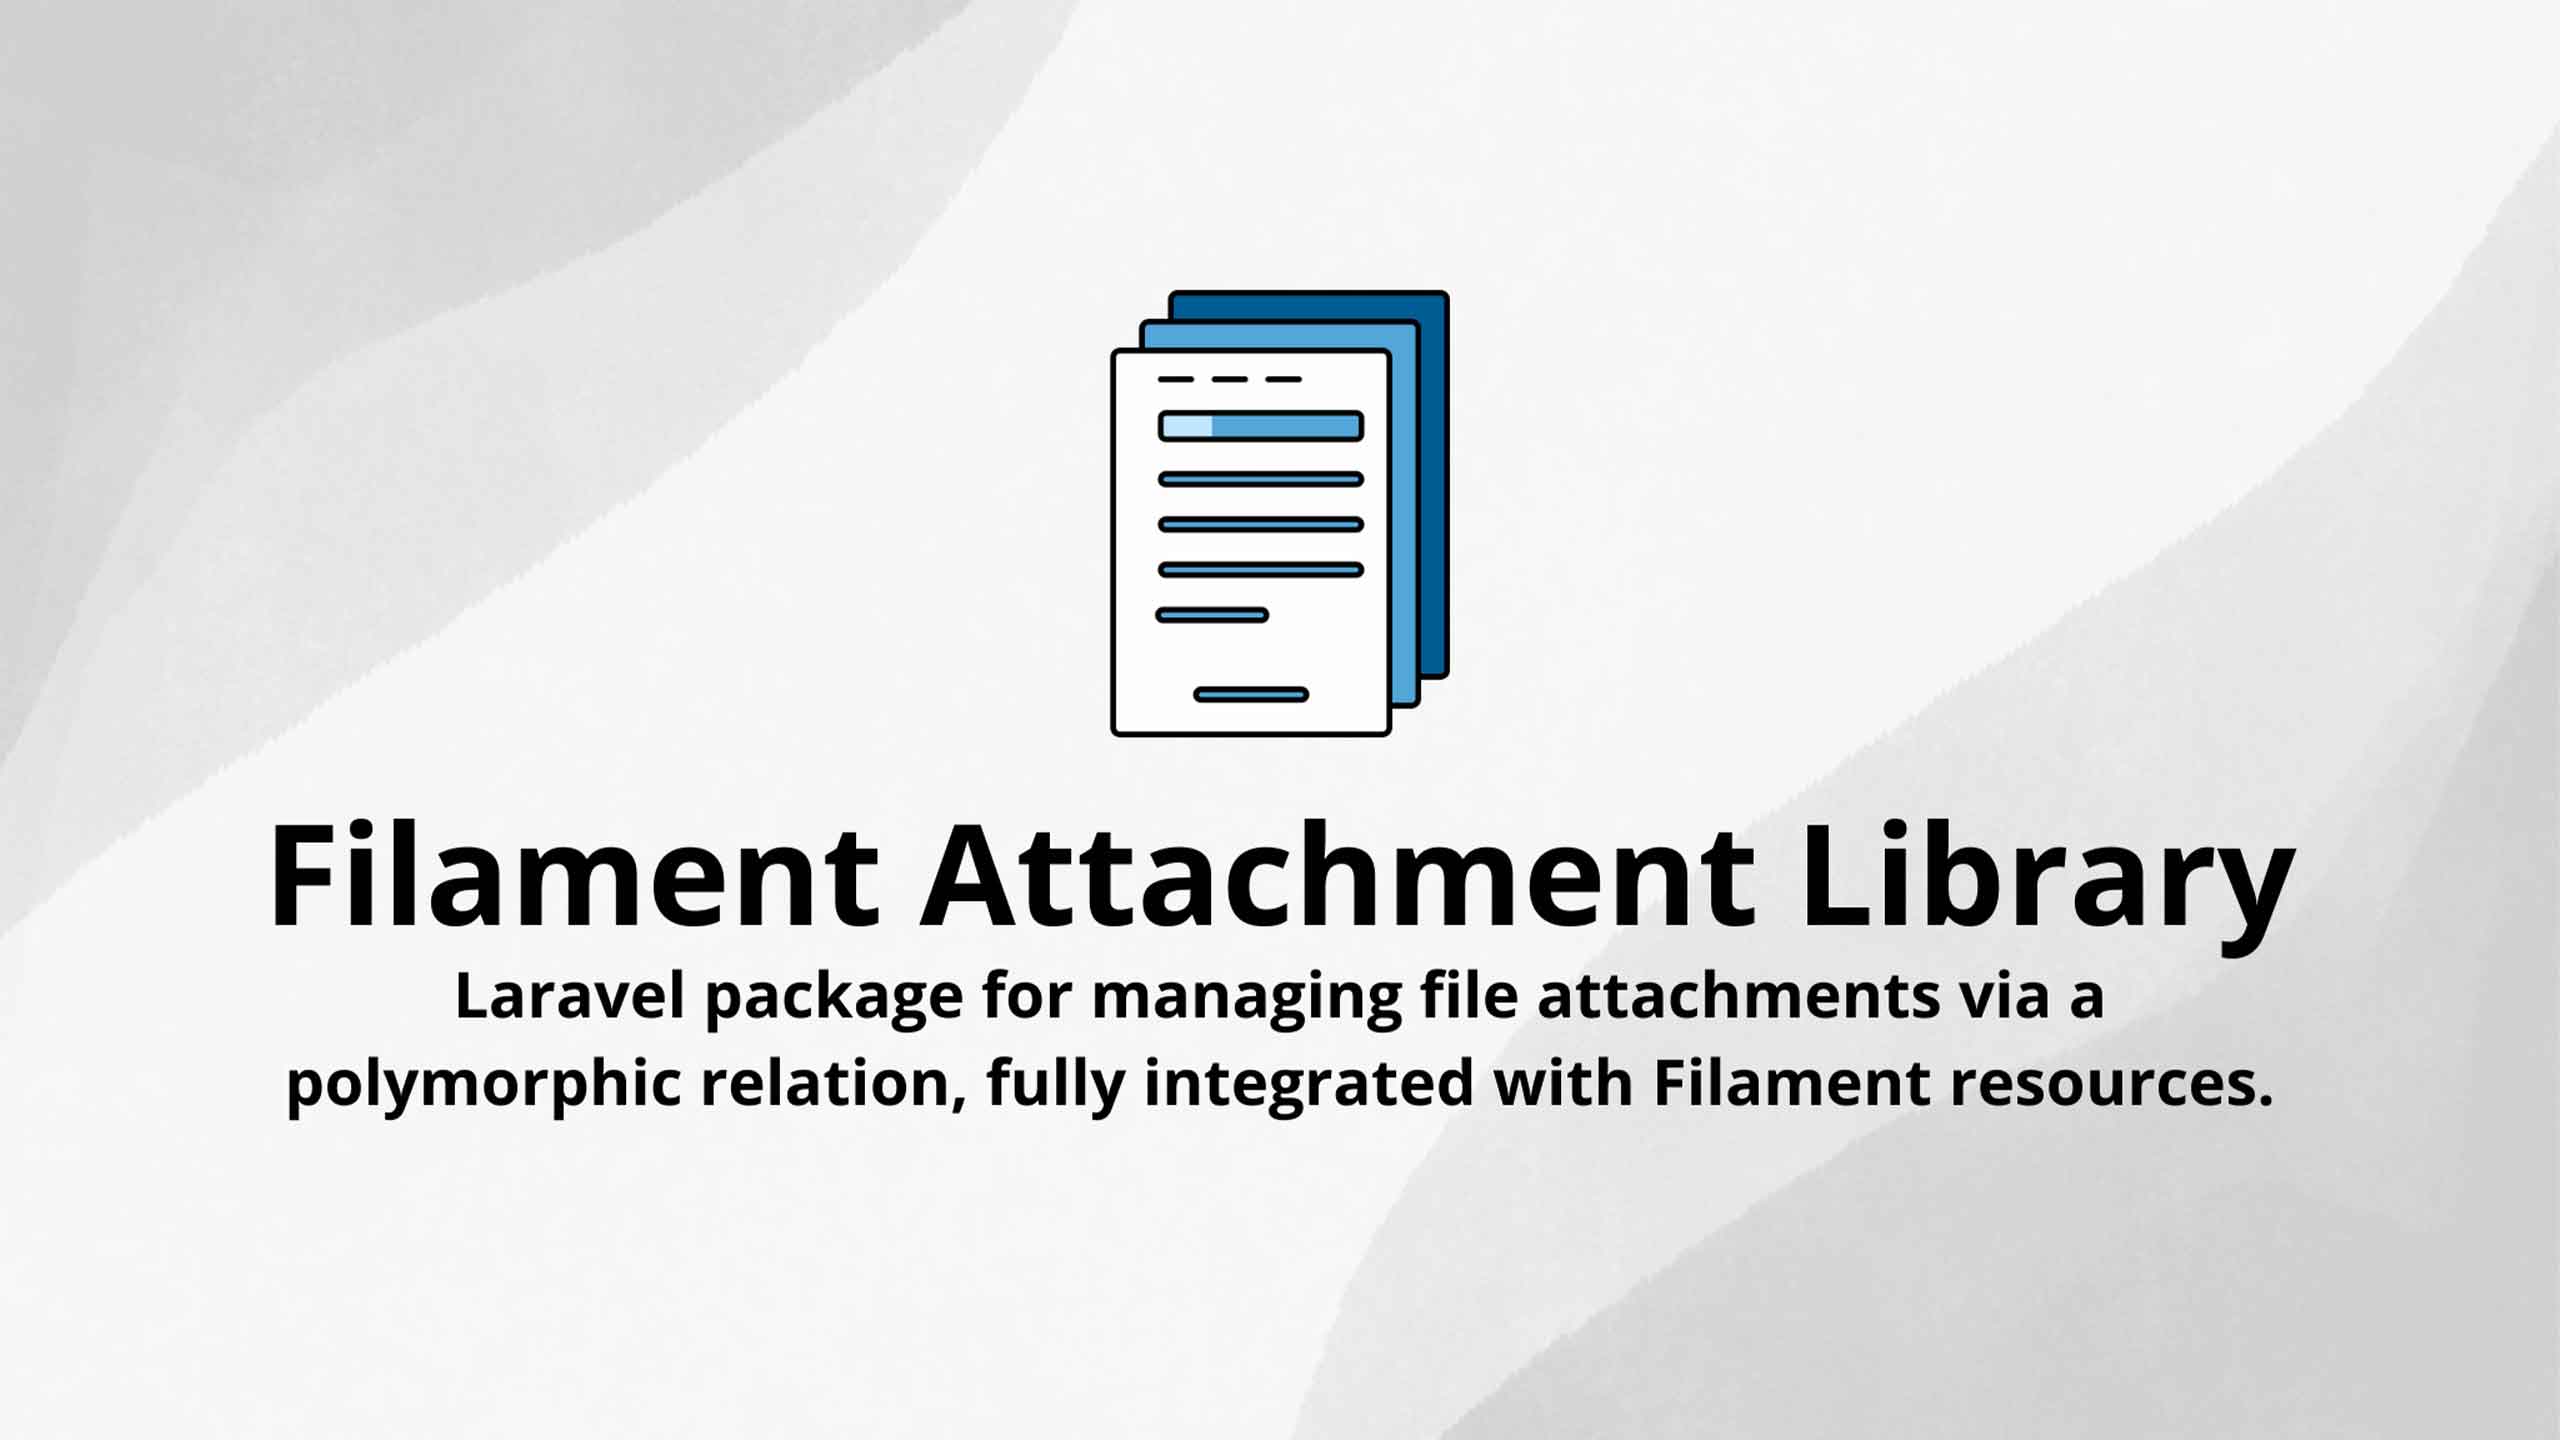 Filament Attachment Library
Laravel package for managing file attachments via a
polymorphic relation, fully integrated with Filament resources.